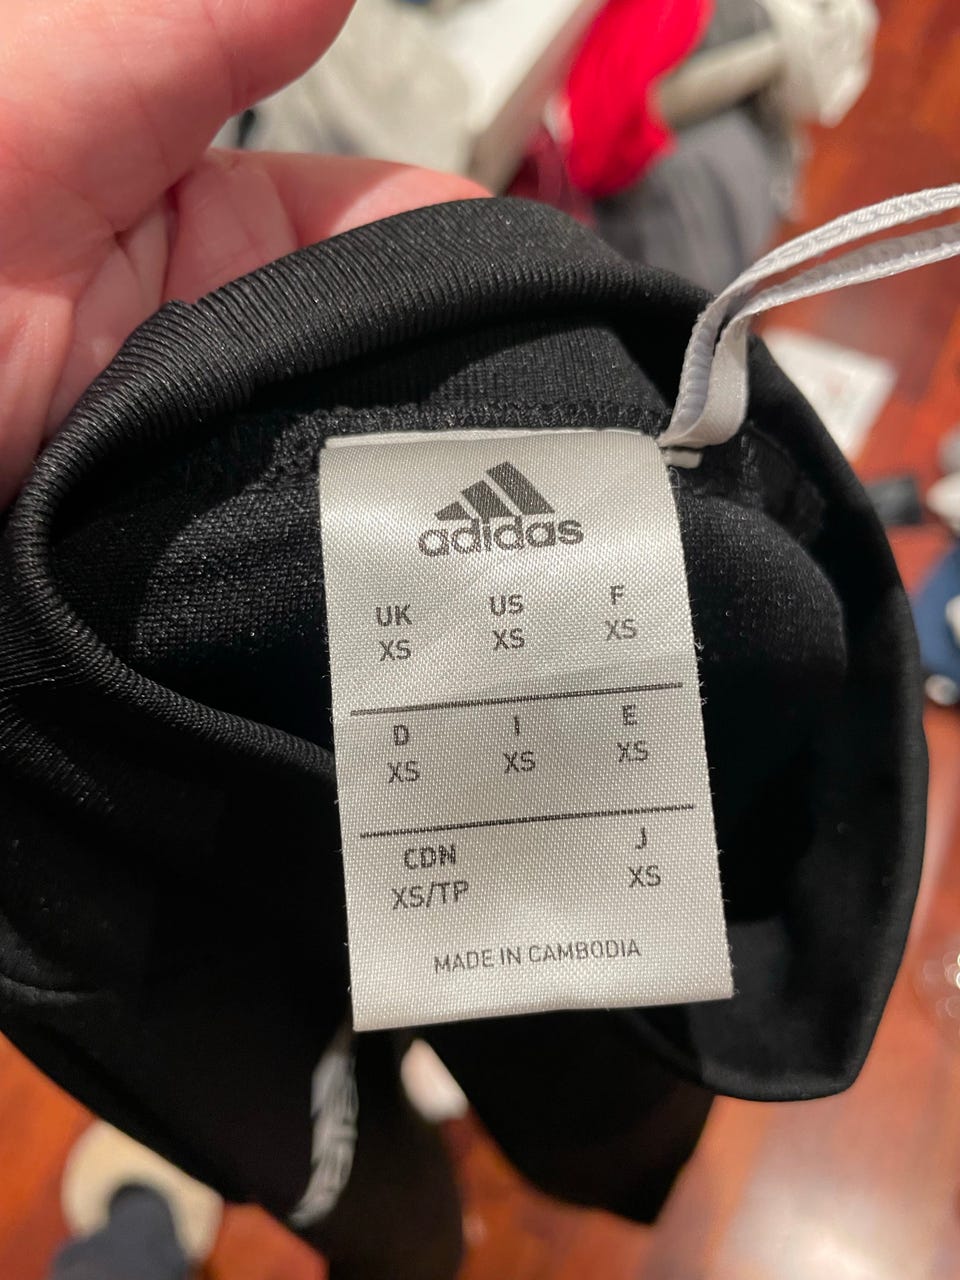 adidas
UK US F
XS XS XS
D I E
XS XS XS
CDN J
XS/TP XS
MADE IN CAMBODIA